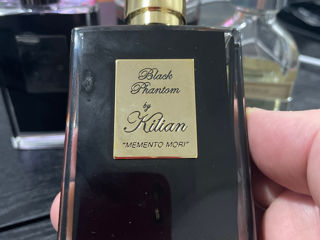 Black
Phantom
by
Kilian
"MEMENTO MORI"